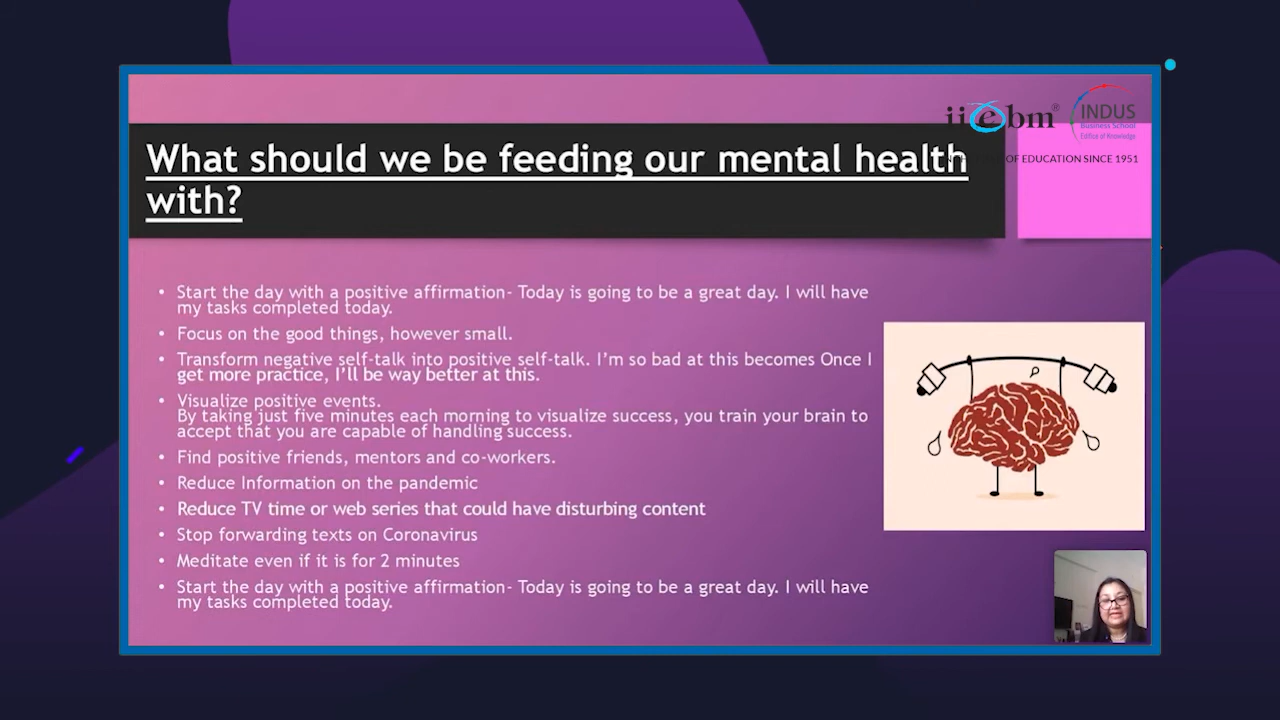 iiebm®
INDUS
Business School
Edifice of Knowledge
OF EDUCATION SINCE 1951
What should we be feeding our mental health
with?
• Start the day with a positive affirmation- Today is going to be a great day. I will have
my tasks completed today.
• Focus on the good things, however small.
• Transform negative self-talk into positive self-talk. I’m so bad at this becomes Once I
get more practice, I’ll be way better at this.
• Visualize positive events.
By taking just five minutes each morning to visualize success, you train your brain to
accept that you are capable of handling success.
• Find positive friends, mentors and co-workers.
• Reduce Information on the pandemic
• Reduce TV time or web series that could have disturbing content
• Stop forwarding texts on Coronavirus
• Meditate even if it is for 2 minutes
• Start the day with a positive affirmation- Today is going to be a great day. I will have
my tasks completed today.